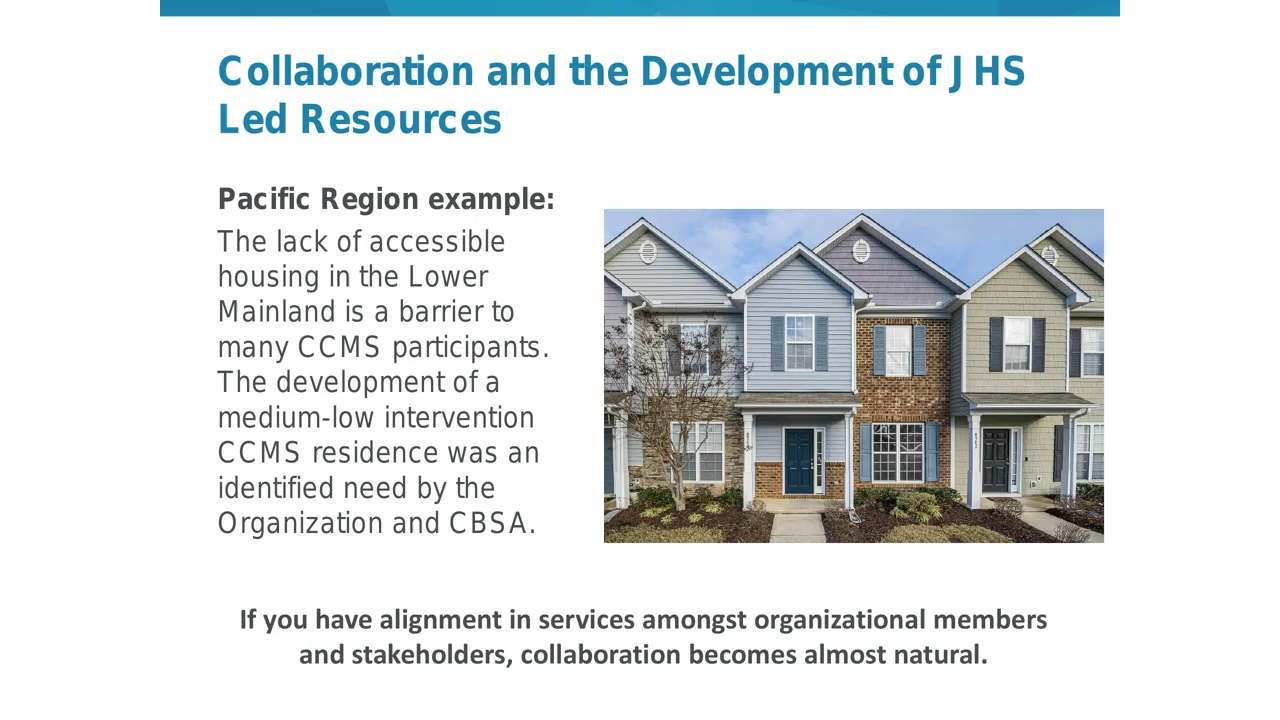 Collaboration and the Development of JHS
Led Resources
Pacific Region example:
The lack of accessible
housing in the Lower
Mainland is a barrier to
many CCMS participants.
The development of a
medium-low intervention
CCMS residence was an
identified need by the
Organization and CBSA.
If you have alignment in services amongst organizational members
and stakeholders, collaboration becomes almost natural.